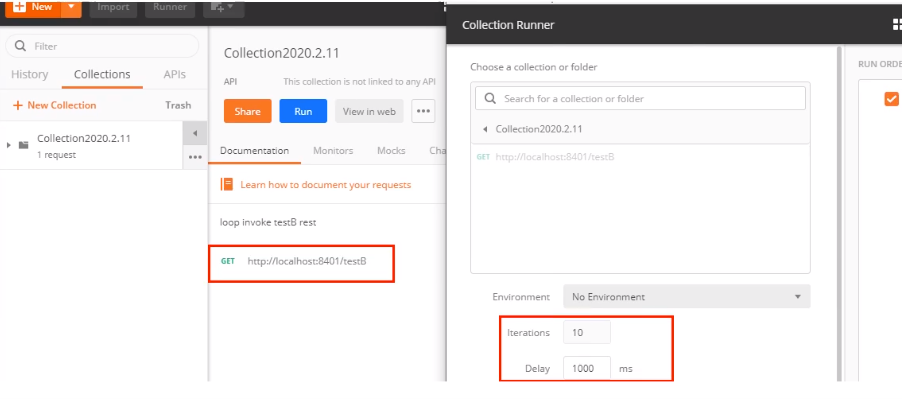 New
Import
Runner
Filter
History
Collections
APIs
+ New Collection
Trash
Collection2020.2.11
1 request
Collection2020.2.11
API
This collection is not linked to any API
Share
Run
View in web
Documentation
Monitors
Mocks
Cha
Learn how to document your requests
loop invoke testB rest
GET http://localhost:8401/testB
Collection Runner
Choose a collection or folder
Search for a collection or folder
Collection2020.2.11
GET http://localhost:8401/testB
Environment
No Environment
Iterations
10
Delay
1000
ms
RUN ORDE